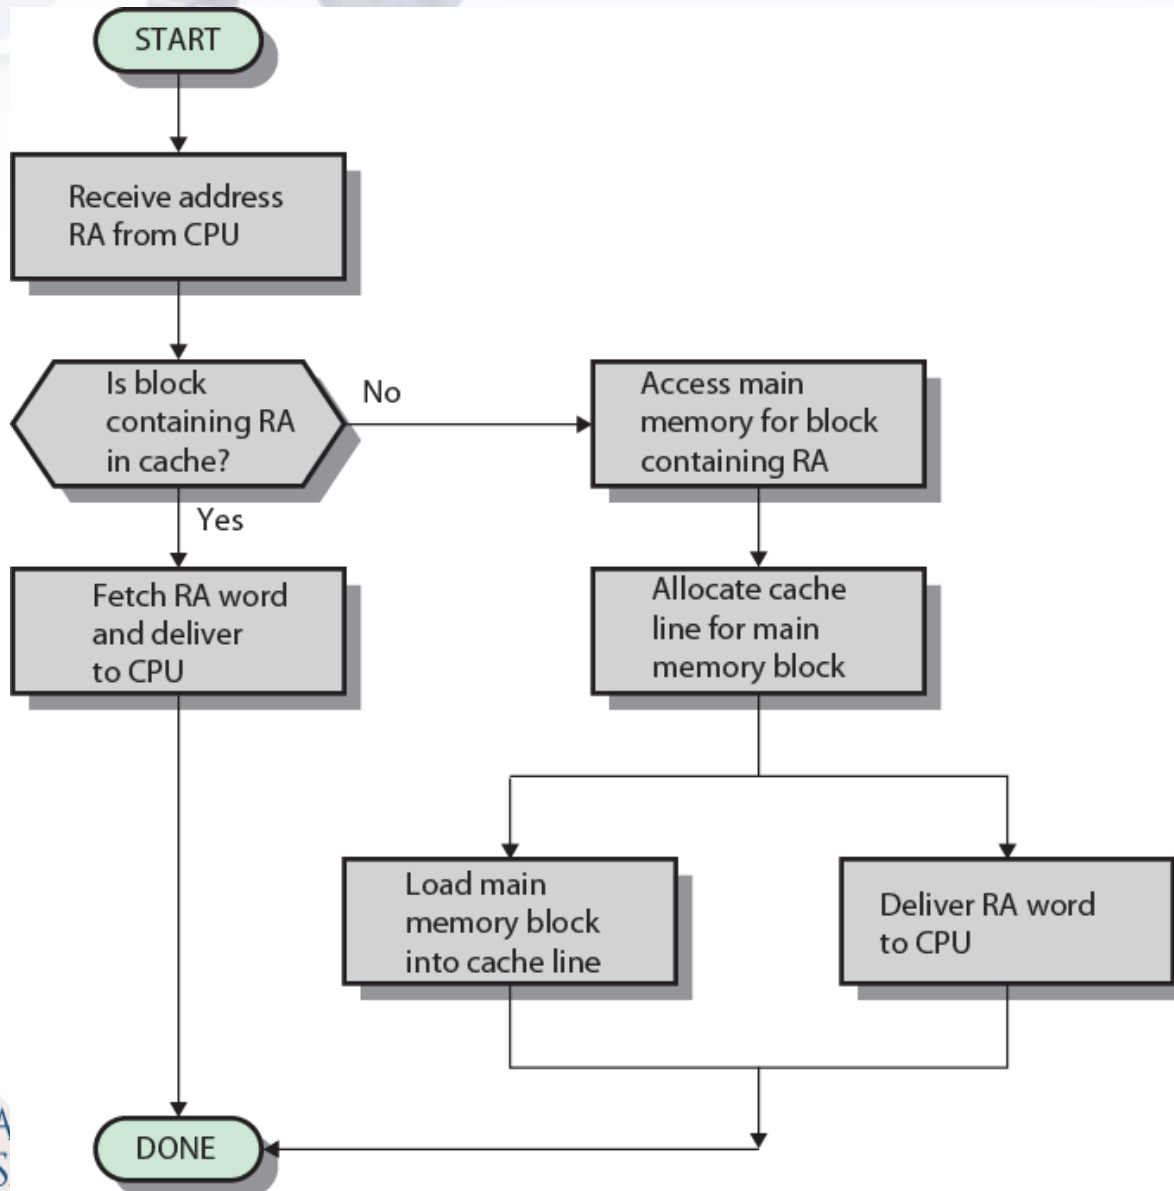 START
Receive address
RA from CPU
Is block
containing RA
in cache?
No
Yes
Access main
memory for block
containing RA
Fetch RA word
and deliver
to CPU
Allocate cache
line for main
memory block
Load main
memory block
into cache line
Deliver RA word
to CPU
DONE
A
S